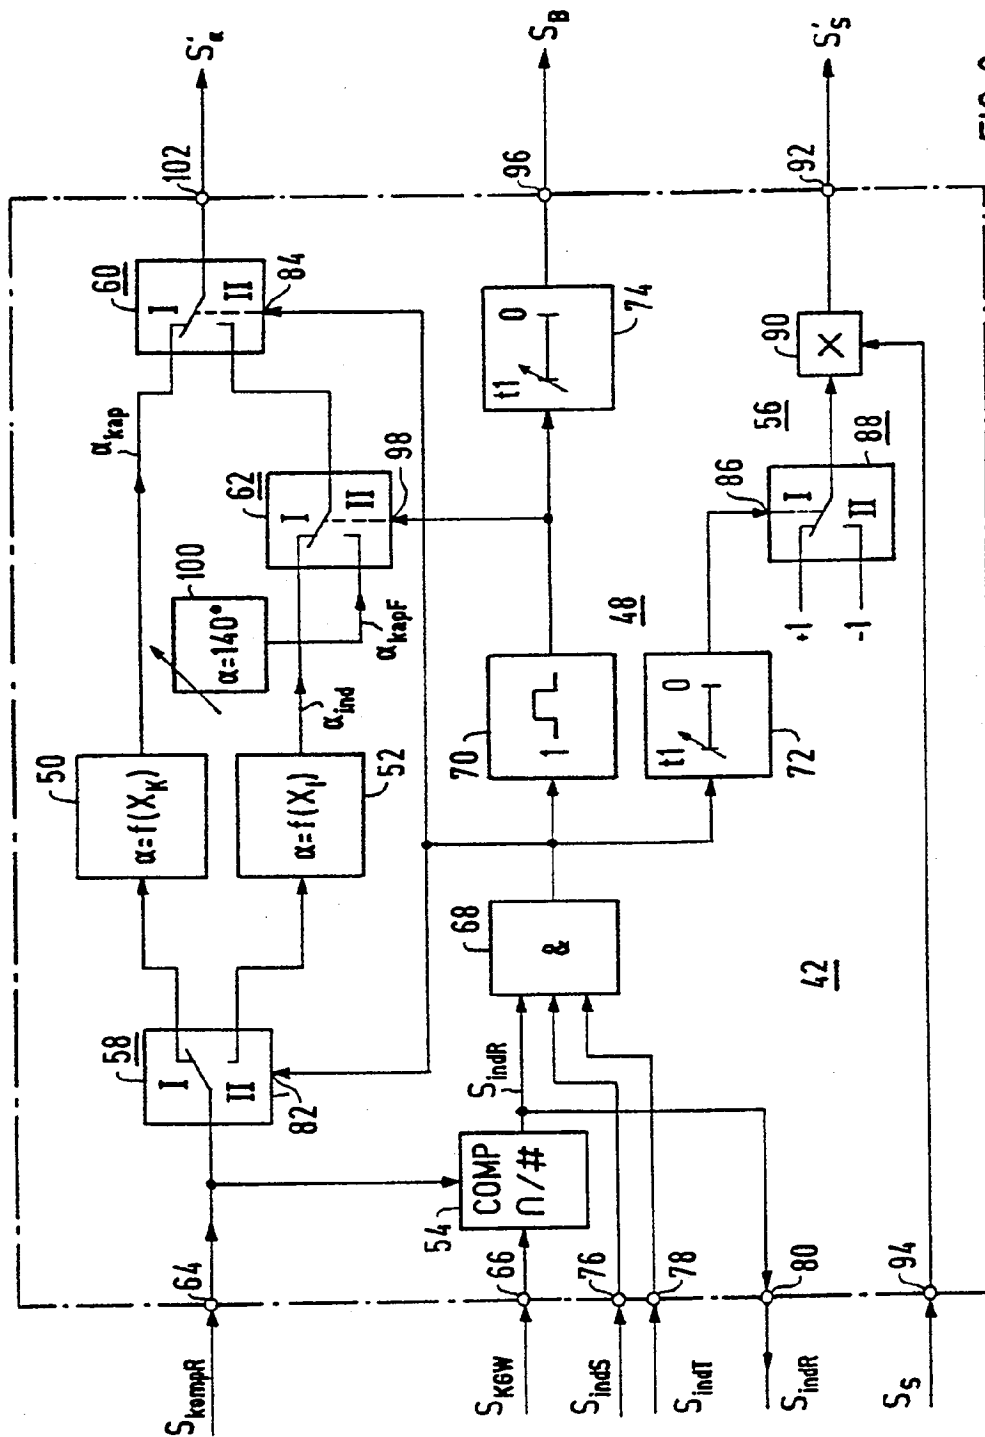 S_kompR
64
58
I
II
82
50
α=f(X_K)
52
α=f(X_I)
α_kap
α_ind
100
α=140°
α_kapF
62
I
II
98
60
I
II
84
102
S'_α
S_KGW
66
54
COMP
∩/#
S_indR
68
&
70
1
48
74
t1
0
96
S_B
S_indS
76
S_indT
78
S_indR
80
42
72
t1
0
86
+1
-1
I
II
88
56
90
X
92
S'_S
S_S
94